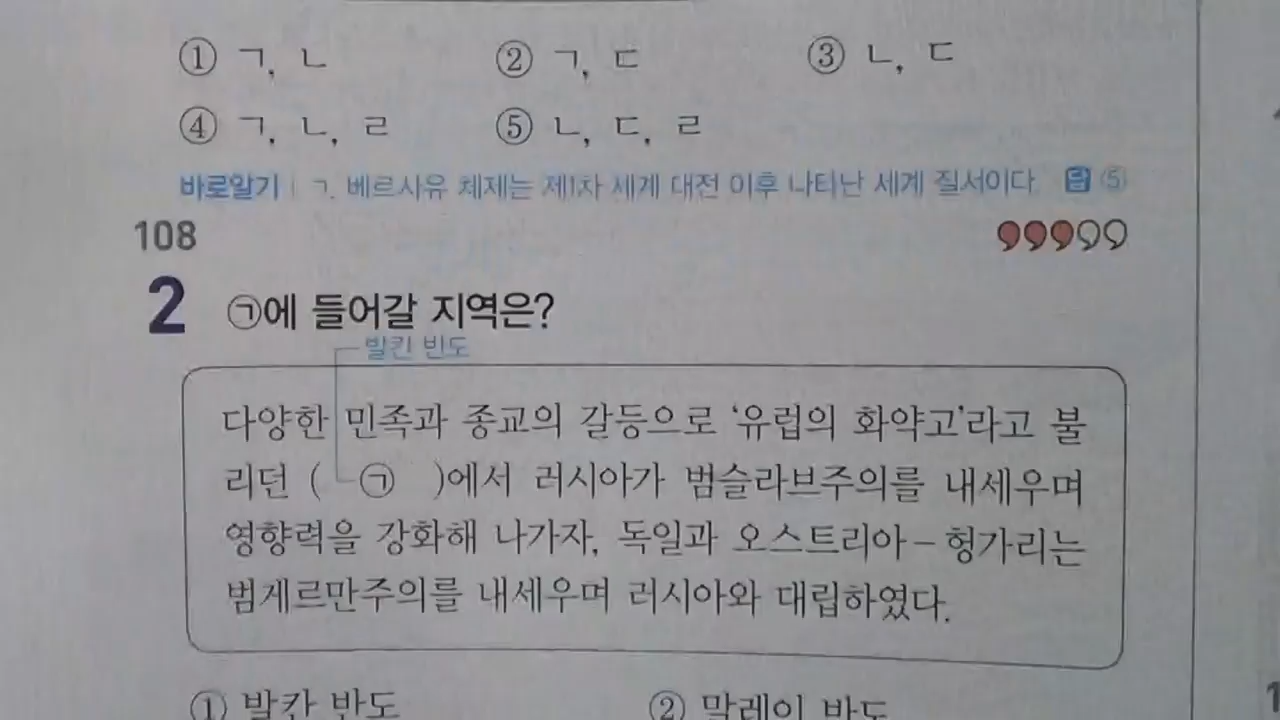 ① ㄱ, ㄴ ② ㄱ, ㄷ ③ ㄴ, ㄷ
④ ㄱ, ㄴ, ㄹ ⑤ ㄴ, ㄷ, ㄹ
바로알기 | ㄱ. 베르사유 체제는 제1차 세계 대전 이후 나타난 세계 질서이다. 답 ⑤
108
2 ㉠에 들어갈 지역은?
발칸 반도
다양한 민족과 종교의 갈등으로 '유럽의 화약고'라고 불
리던 ( ㉠ )에서 러시아가 범슬라브주의를 내세우며
영향력을 강화해 나가자, 독일과 오스트리아-헝가리는
범게르만주의를 내세우며 러시아와 대립하였다.
① 발칸 반도 ② 말레이 반도